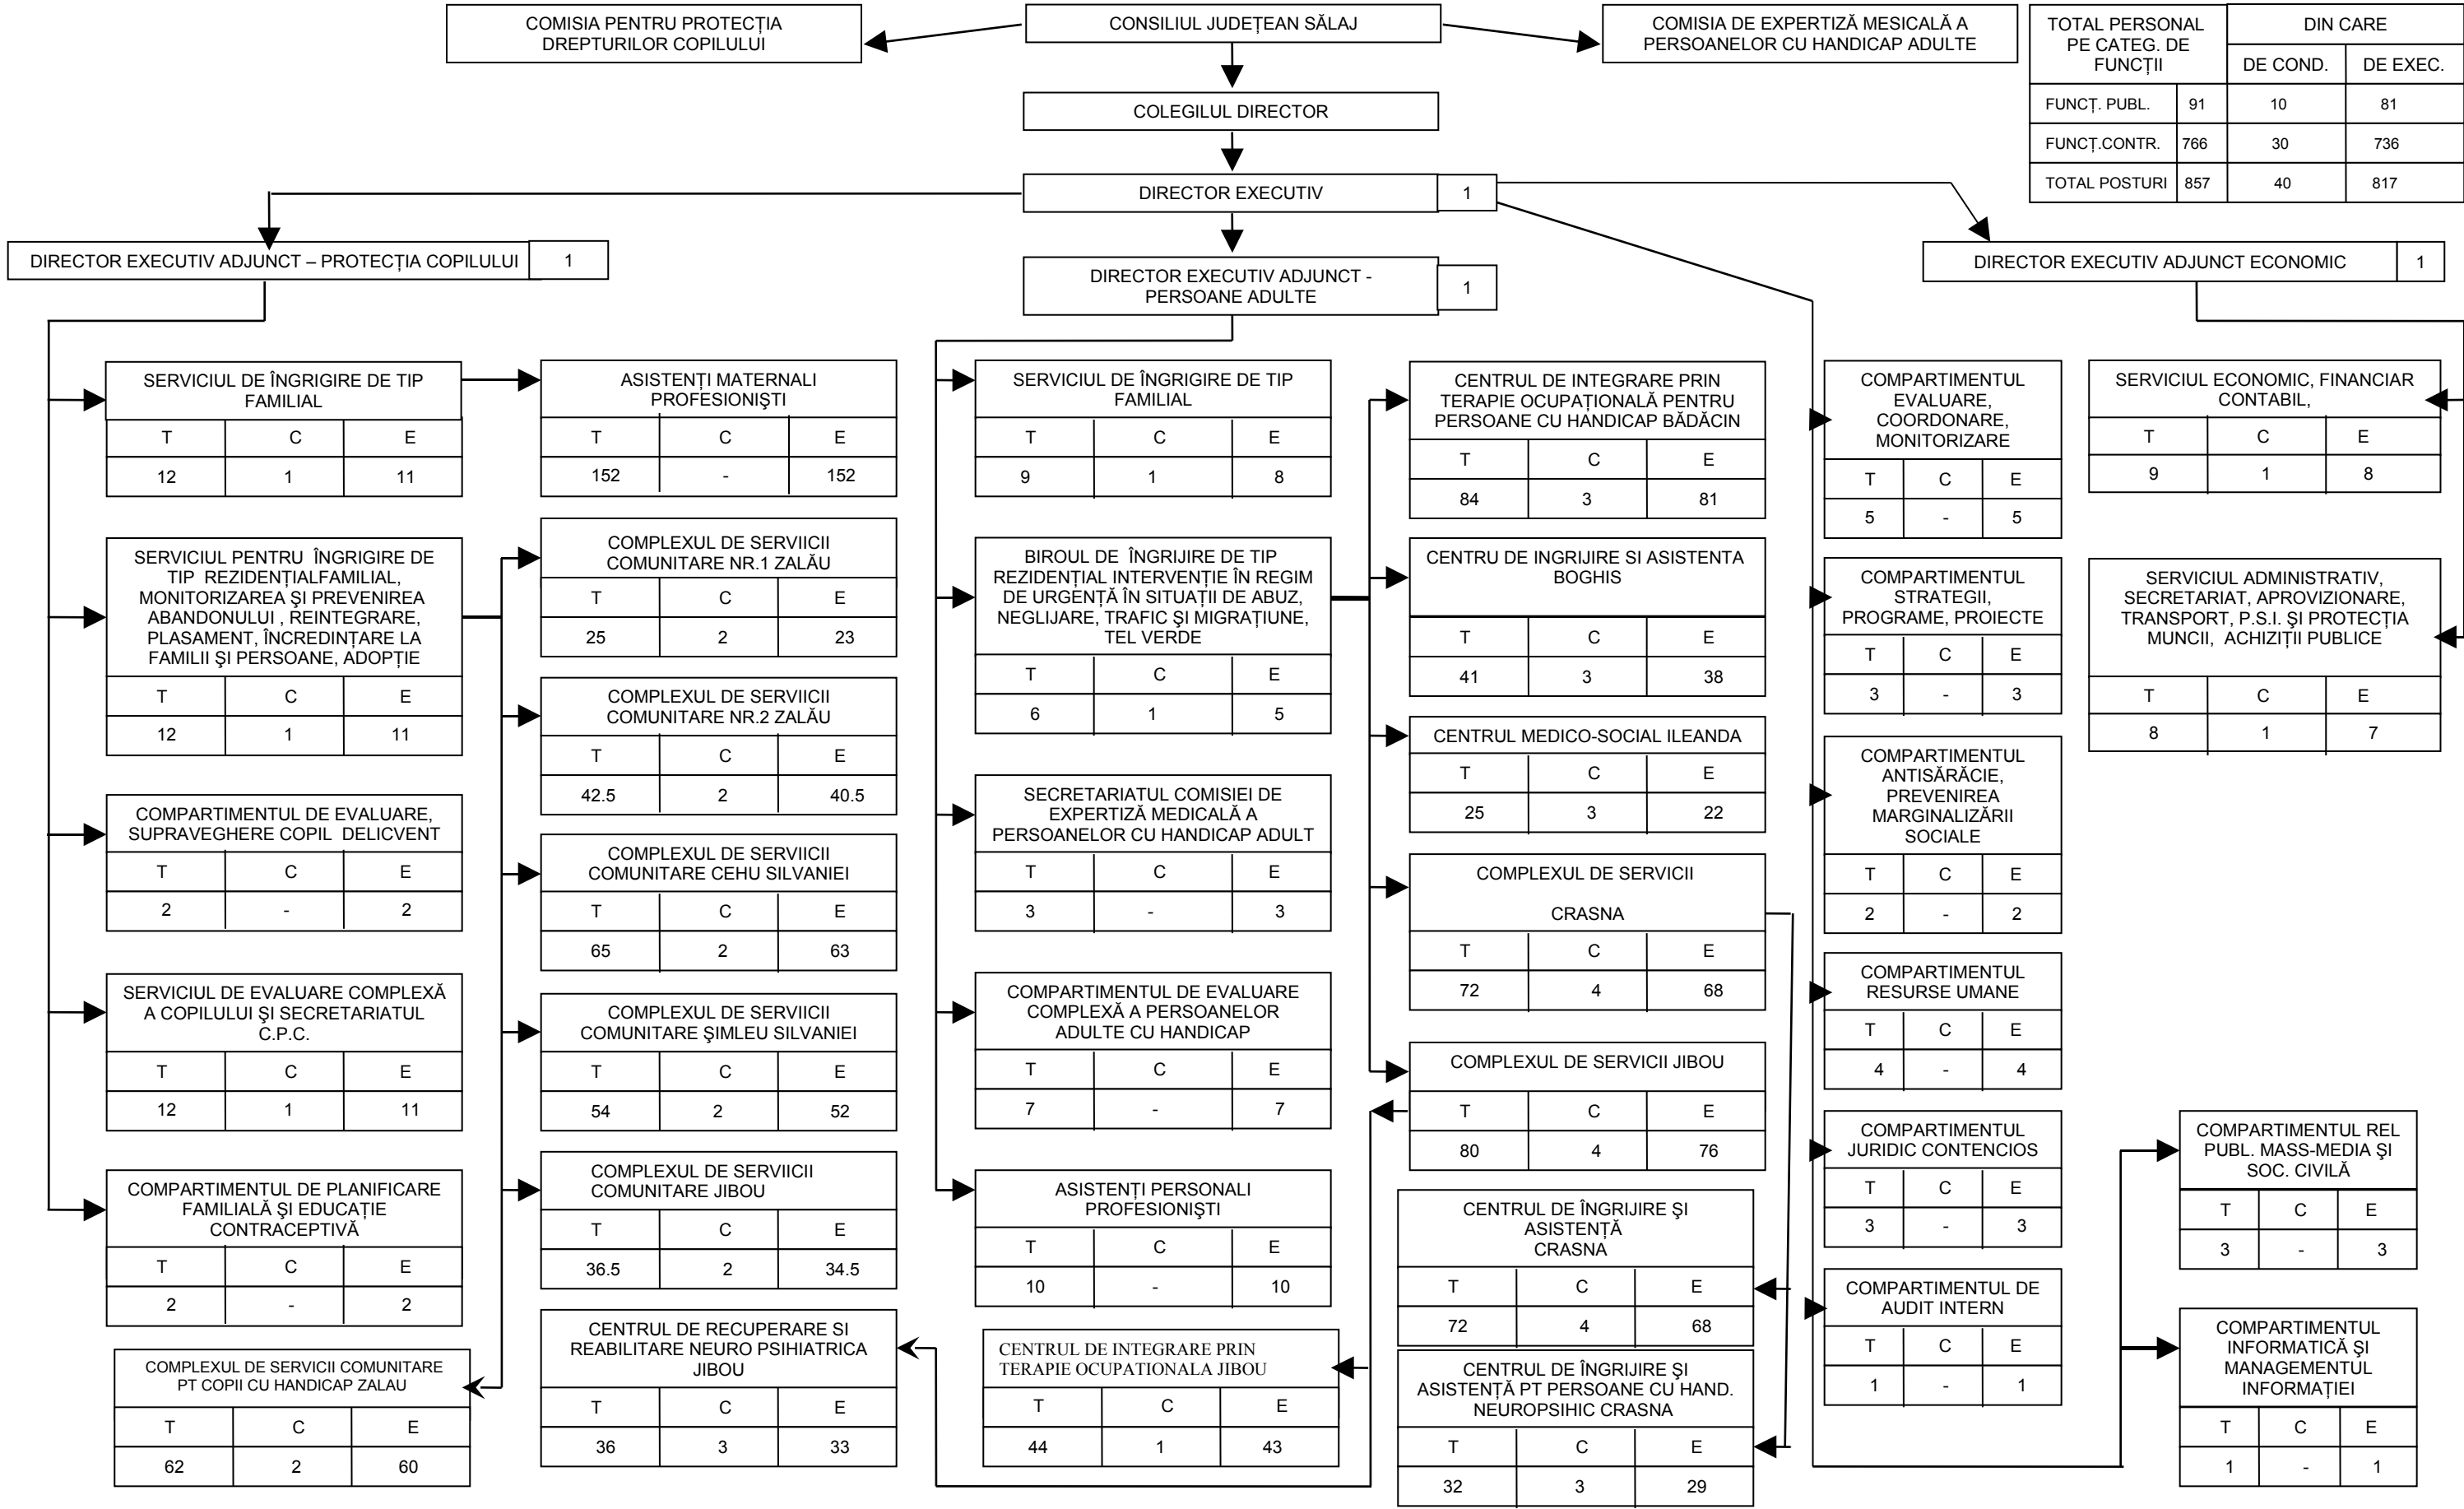 COMISIA PENTRU PROTECȚIA
DREPTURILOR COPILULUI
CONSILIUL JUDEȚEAN SĂLAJ
COMISIA DE EXPERTIZĂ MESICALĂ A
PERSOANELOR CU HANDICAP ADULTE
TOTAL PERSONAL
PE CATEG. DE
FUNCȚII
DIN CARE
DE COND. DE EXEC.
FUNCȚ. PUBL. 91 10 81
FUNCȚ.CONTR. 766 30 736
TOTAL POSTURI 857 40 817
COLEGILUL DIRECTOR
DIRECTOR EXECUTIV 1
DIRECTOR EXECUTIV ADJUNCT – PROTECȚIA COPILULUI 1
DIRECTOR EXECUTIV ADJUNCT -
PERSOANE ADULTE
1
DIRECTOR EXECUTIV ADJUNCT ECONOMIC 1
SERVICIUL DE ÎNGRIGIRE DE TIP
FAMILIAL
T C E
12 1 11
SERVICIUL PENTRU ÎNGRIGIRE DE
TIP REZIDENȚIALFAMILIAL,
MONITORIZAREA ŞI PREVENIREA
ABANDONULUI , REINTEGRARE,
PLASAMENT, ÎNCREDINȚARE LA
FAMILII ŞI PERSOANE, ADOPȚIE
T C E
12 1 11
COMPARTIMENTUL DE EVALUARE,
SUPRAVEGHERE COPIL DELICVENT
T C E
2 - 2
SERVICIUL DE EVALUARE COMPLEXĂ
A COPILULUI ŞI SECRETARIATUL
C.P.C.
T C E
12 1 11
COMPARTIMENTUL DE PLANIFICARE
FAMILIALĂ ŞI EDUCAȚIE
CONTRACEPTIVĂ
T C E
2 - 2
COMPLEXUL DE SERVICII COMUNITARE
PT COPII CU HANDICAP ZALAU
T C E
62 2 60
ASISTENȚI MATERNALI
PROFESIONIŞTI
T C E
152 - 152
COMPLEXUL DE SERVIICII
COMUNITARE NR.1 ZALĂU
T C E
25 2 23
COMPLEXUL DE SERVIICII
COMUNITARE NR.2 ZALĂU
T C E
42.5 2 40.5
COMPLEXUL DE SERVIICII
COMUNITARE CEHU SILVANIEI
T C E
65 2 63
COMPLEXUL DE SERVIICII
COMUNITARE ŞIMLEU SILVANIEI
T C E
54 2 52
COMPLEXUL DE SERVIICII
COMUNITARE JIBOU
T C E
36.5 2 34.5
CENTRUL DE RECUPERARE SI
REABILITARE NEURO PSIHIATRICA
JIBOU
T C E
36 3 33
SERVICIUL DE ÎNGRIGIRE DE TIP
FAMILIAL
T C E
9 1 8
BIROUL DE ÎNGRIJIRE DE TIP
REZIDENȚIAL INTERVENȚIE ÎN REGIM
DE URGENȚĂ ÎN SITUAȚII DE ABUZ,
NEGLIJARE, TRAFIC ŞI MIGRAȚIUNE,
TEL VERDE
T C E
6 1 5
SECRETARIATUL COMISIEI DE
EXPERTIZĂ MEDICALĂ A
PERSOANELOR CU HANDICAP ADULT
T C E
3 - 3
COMPARTIMENTUL DE EVALUARE
COMPLEXĂ A PERSOANELOR
ADULTE CU HANDICAP
T C E
7 - 7
ASISTENȚI PERSONALI
PROFESIONIŞTI
T C E
10 - 10
CENTRUL DE INTEGRARE PRIN
TERAPIE OCUPATIONALA JIBOU
T C E
44 1 43
CENTRUL DE INTEGRARE PRIN
TERAPIE OCUPAȚIONALĂ PENTRU
PERSOANE CU HANDICAP BĂDĂCIN
T C E
84 3 81
CENTRU DE INGRIJIRE SI ASISTENTA
BOGHIS
T C E
41 3 38
CENTRUL MEDICO-SOCIAL ILEANDA
T C E
25 3 22
COMPLEXUL DE SERVICII
CRASNA
T C E
72 4 68
COMPLEXUL DE SERVICII JIBOU
T C E
80 4 76
CENTRUL DE ÎNGRIJIRE ŞI
ASISTENȚĂ
CRASNA
T C E
72 4 68
CENTRUL DE ÎNGRIJIRE ŞI
ASISTENȚĂ PT PERSOANE CU HAND.
NEUROPSIHIC CRASNA
T C E
32 3 29
COMPARTIMENTUL
EVALUARE,
COORDONARE,
MONITORIZARE
T C E
5 - 5
COMPARTIMENTUL
STRATEGII,
PROGRAME, PROIECTE
T C E
3 - 3
COMPARTIMENTUL
ANTISĂRĂCIE,
PREVENIREA
MARGINALIZĂRII
SOCIALE
T C E
2 - 2
COMPARTIMENTUL
RESURSE UMANE
T C E
4 - 4
COMPARTIMENTUL
JURIDIC CONTENCIOS
T C E
3 - 3
COMPARTIMENTUL DE
AUDIT INTERN
T C E
1 - 1
SERVICIUL ECONOMIC, FINANCIAR
CONTABIL,
T C E
9 1 8
SERVICIUL ADMINISTRATIV,
SECRETARIAT, APROVIZIONARE,
TRANSPORT, P.S.I. ŞI PROTECȚIA
MUNCII, ACHIZIȚII PUBLICE
T C E
8 1 7
COMPARTIMENTUL REL
PUBL. MASS-MEDIA ŞI
SOC. CIVILĂ
T C E
3 - 3
COMPARTIMENTUL
INFORMATICĂ ŞI
MANAGEMENTUL
INFORMAȚIEI
T C E
1 - 1